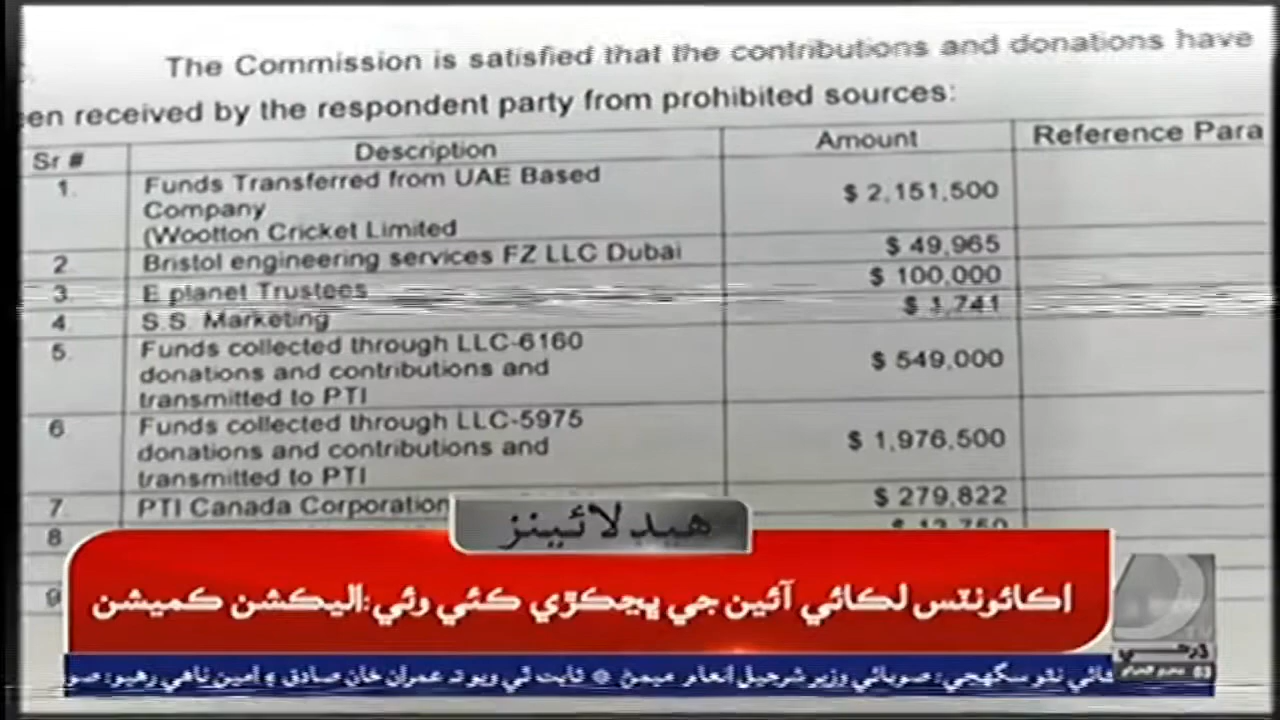 The Commission is satisfied that the contributions and donations have
en received by the respondent party from prohibited sources:
Sr # Description Amount Reference Para
1. Funds Transferred from UAE Based
Company
(Wootton Cricket Limited $ 2,151,500
2. Bristol engineering services FZ LLC Dubai $ 49,965
3. E planet Trustees $ 100,000
4. S.S. Marketing $ 1,741
5. Funds collected through LLC-6160
donations and contributions and
transmitted to PTI $ 549,000
6 Funds collected through LLC-5975
donations and contributions and
transmitted to PTI $ 1,976,500
7 PTI Canada Corporation $ 279,822
8
9
هيڊ لائينز
اڪائونٽس لڪائي آئين جي ڀڃڪڙي ڪئي وئي:اليڪشن ڪميشن
نٿو سگهجي: صوبائي وزير شرجيل انعام ميمڻ ثابت ٿي ويو ته عمران خان صادق ۽ امين ناهي رهيو: